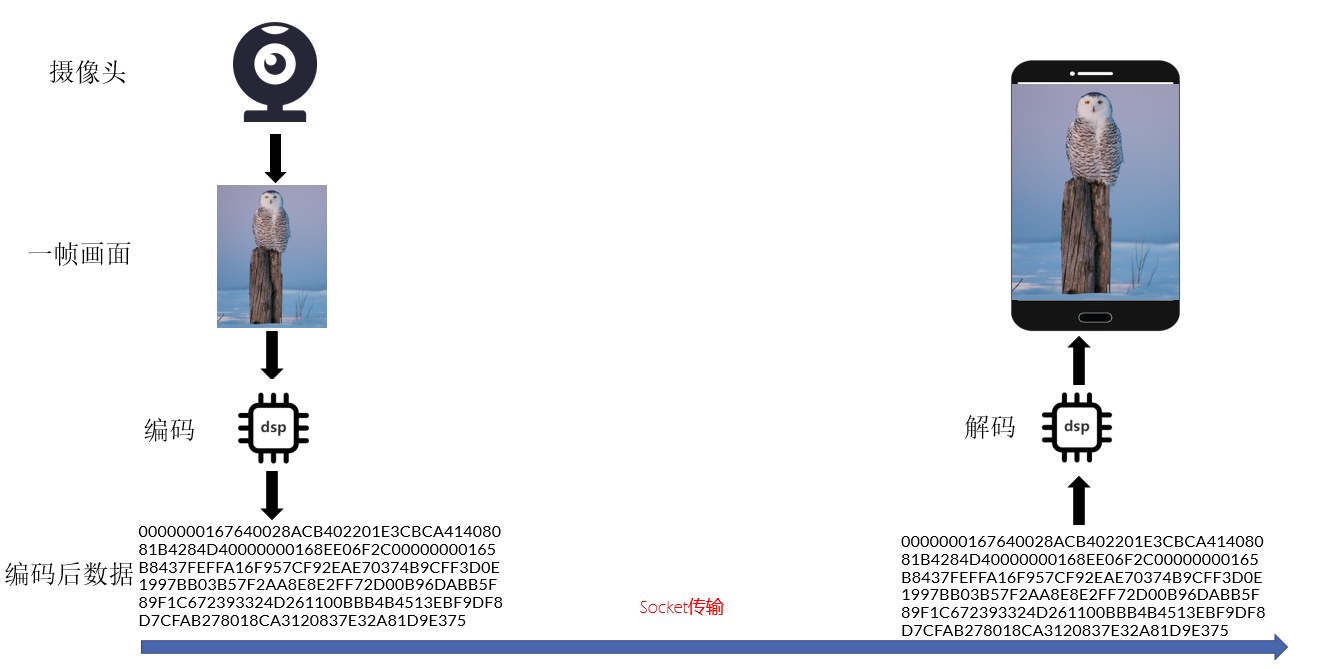 摄像头
一帧画面
编码
dsp
解码
dsp
编码后数据
0000000167640028ACB402201E3CBCA414080
81B4284D40000000168EE06F2C00000000165
B8437FEFFA16F957CF92EAE70374B9CFF3D0E
1997BB03B57F2AA8E8E2FF72D00B96DABB5F
89F1C672393324D261100BBB4B4513EBF9DF8
D7CFAB278018CA3120837E32A81D9E375
Socket传输
0000000167640028ACB402201E3CBCA414080
81B4284D40000000168EE06F2C00000000165
B8437FEFFA16F957CF92EAE70374B9CFF3D0E
1997BB03B57F2AA8E8E2FF72D00B96DABB5F
89F1C672393324D261100BBB4B4513EBF9DF8
D7CFAB278018CA3120837E32A81D9E375